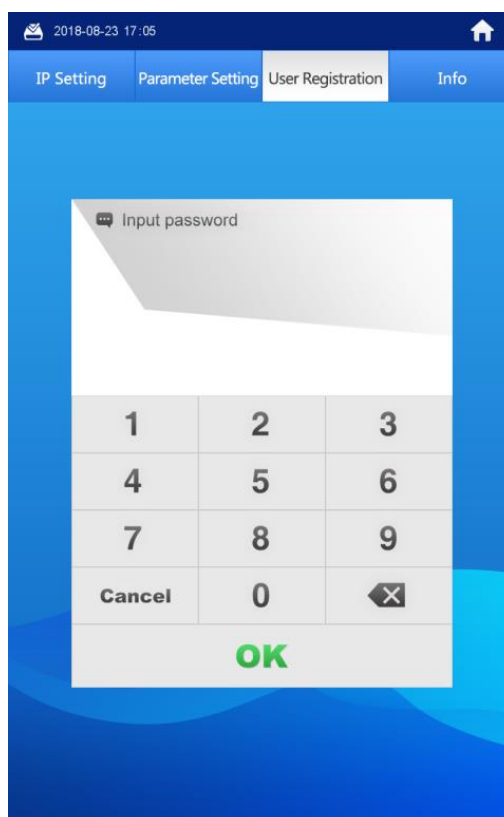 2018-08-23 17:05
IP Setting Parameter Setting User Registration Info
Input password
1 2 3
4 5 6
7 8 9
Cancel 0
OK